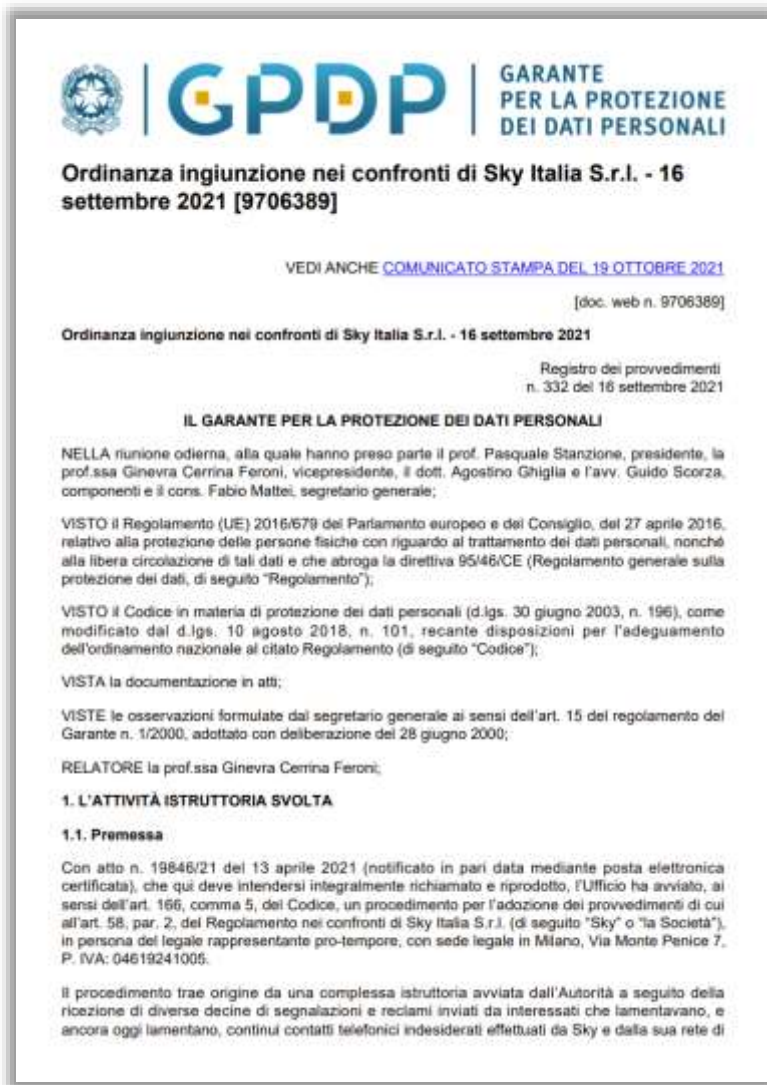 GPDP
GARANTE
PER LA PROTEZIONE
DEI DATI PERSONALI
Ordinanza ingiunzione nei confronti di Sky Italia S.r.l. - 16
settembre 2021 [9706389]
VEDI ANCHE COMUNICATO STAMPA DEL 19 OTTOBRE 2021
[doc. web n. 9706389]
Ordinanza ingiunzione nei confronti di Sky Italia S.r.l. - 16 settembre 2021
Registro dei provvedimenti
n. 332 del 16 settembre 2021
IL GARANTE PER LA PROTEZIONE DEI DATI PERSONALI
NELLA riunione odierna, alla quale hanno preso parte il prof. Pasquale Stanzione, presidente, la
prof.ssa Ginevra Cerrina Feroni, vicepresidente, il dott. Agostino Ghiglia e l'avv. Guido Scorza,
componenti e il cons. Fabio Mattei, segretario generale;
VISTO il Regolamento (UE) 2016/679 del Parlamento europeo e del Consiglio, del 27 aprile 2016,
relativo alla protezione delle persone fisiche con riguardo al trattamento dei dati personali, nonché
alla libera circolazione di tali dati e che abroga la direttiva 95/46/CE (Regolamento generale sulla
protezione dei dati, di seguito "Regolamento");
VISTO il Codice in materia di protezione dei dati personali (d.lgs. 30 giugno 2003, n. 196), come
modificato dal d.lgs. 10 agosto 2018, n. 101, recante disposizioni per l'adeguamento
dell'ordinamento nazionale al citato Regolamento (di seguito "Codice");
VISTA la documentazione in atti;
VISTE le osservazioni formulate dal segretario generale ai sensi dell'art. 15 del regolamento del
Garante n. 1/2000, adottato con deliberazione del 28 giugno 2000;
RELATORE la prof.ssa Ginevra Cerrina Feroni;
1. L'ATTIVITÀ ISTRUTTORIA SVOLTA
1.1. Premessa
Con atto n. 19846/21 del 13 aprile 2021 (notificato in pari data mediante posta elettronica
certificata), che qui deve intendersi integralmente richiamato e riprodotto, l'Ufficio ha avviato, ai
sensi dell'art. 166, comma 5, del Codice, un procedimento per l'adozione dei provvedimenti di cui
all'art. 58, par. 2, del Regolamento nei confronti di Sky Italia S.r.l. (di seguito "Sky" o "la Società"),
in persona del legale rappresentante pro-tempore, con sede legale in Milano, Via Monte Penice 7,
P. IVA: 04619241005.
Il procedimento trae origine da una complessa istruttoria avviata dall'Autorità a seguito della
ricezione di diverse decine di segnalazioni e reclami inviati da interessati che lamentavano, e
ancora oggi lamentano, continui contatti telefonici indesiderati effettuati da Sky e dalla sua rete di